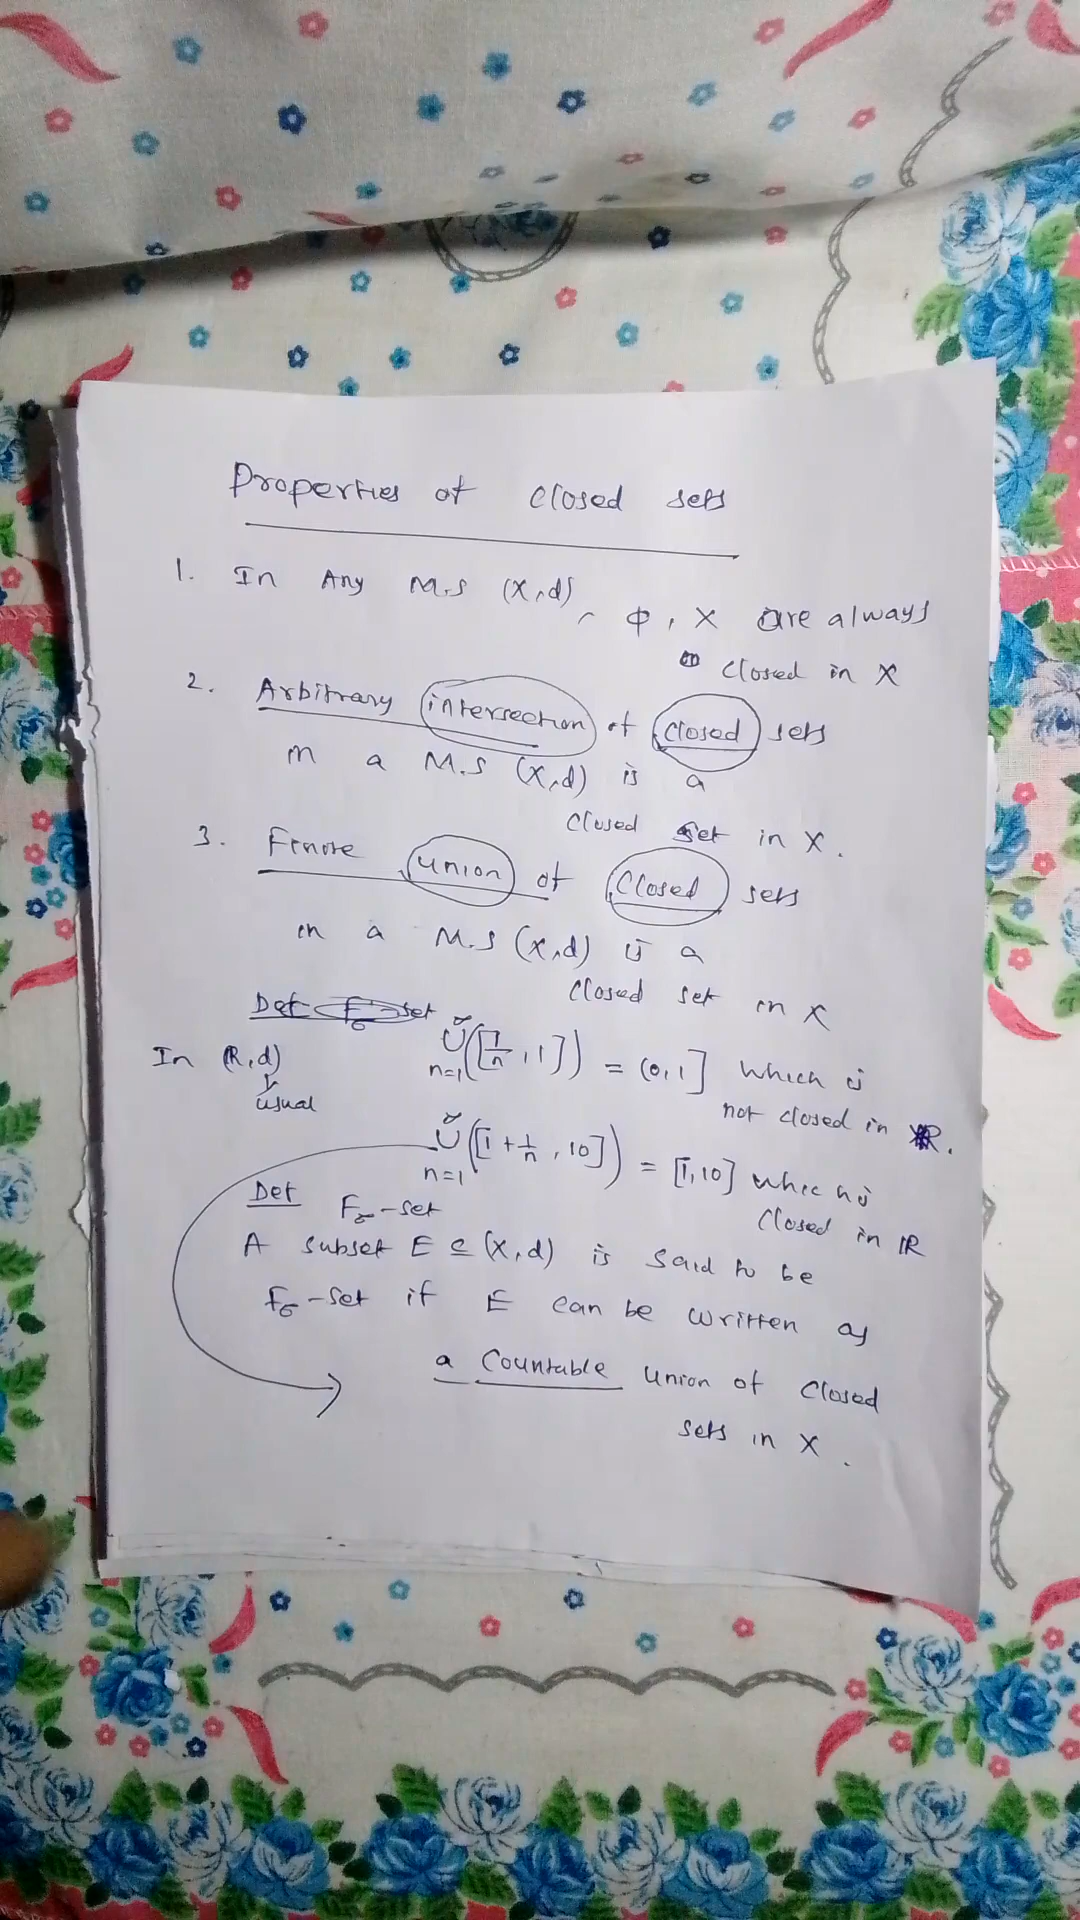 Properties of closed sets
1. In Any M.S (X,d), φ, X are always
closed in X
2. Arbitrary intersection of closed sets
in a M.S (X,d) is a
closed set in X.
3. Finite union of closed sets
in a M.S (X,d) is a
closed set in X
Def Fσ-set
In (R,d) ∞∪n=1([1/n, 1]) = (0,1] which is
usual
not closed in R.
∞∪n=1([1+1/n, 10]) = [1,10] which is
closed in R
Def Fσ-set
A subset E ⊆ (X,d) is said to be
Fσ-set if E can be written as
a countable union of closed
sets in X.